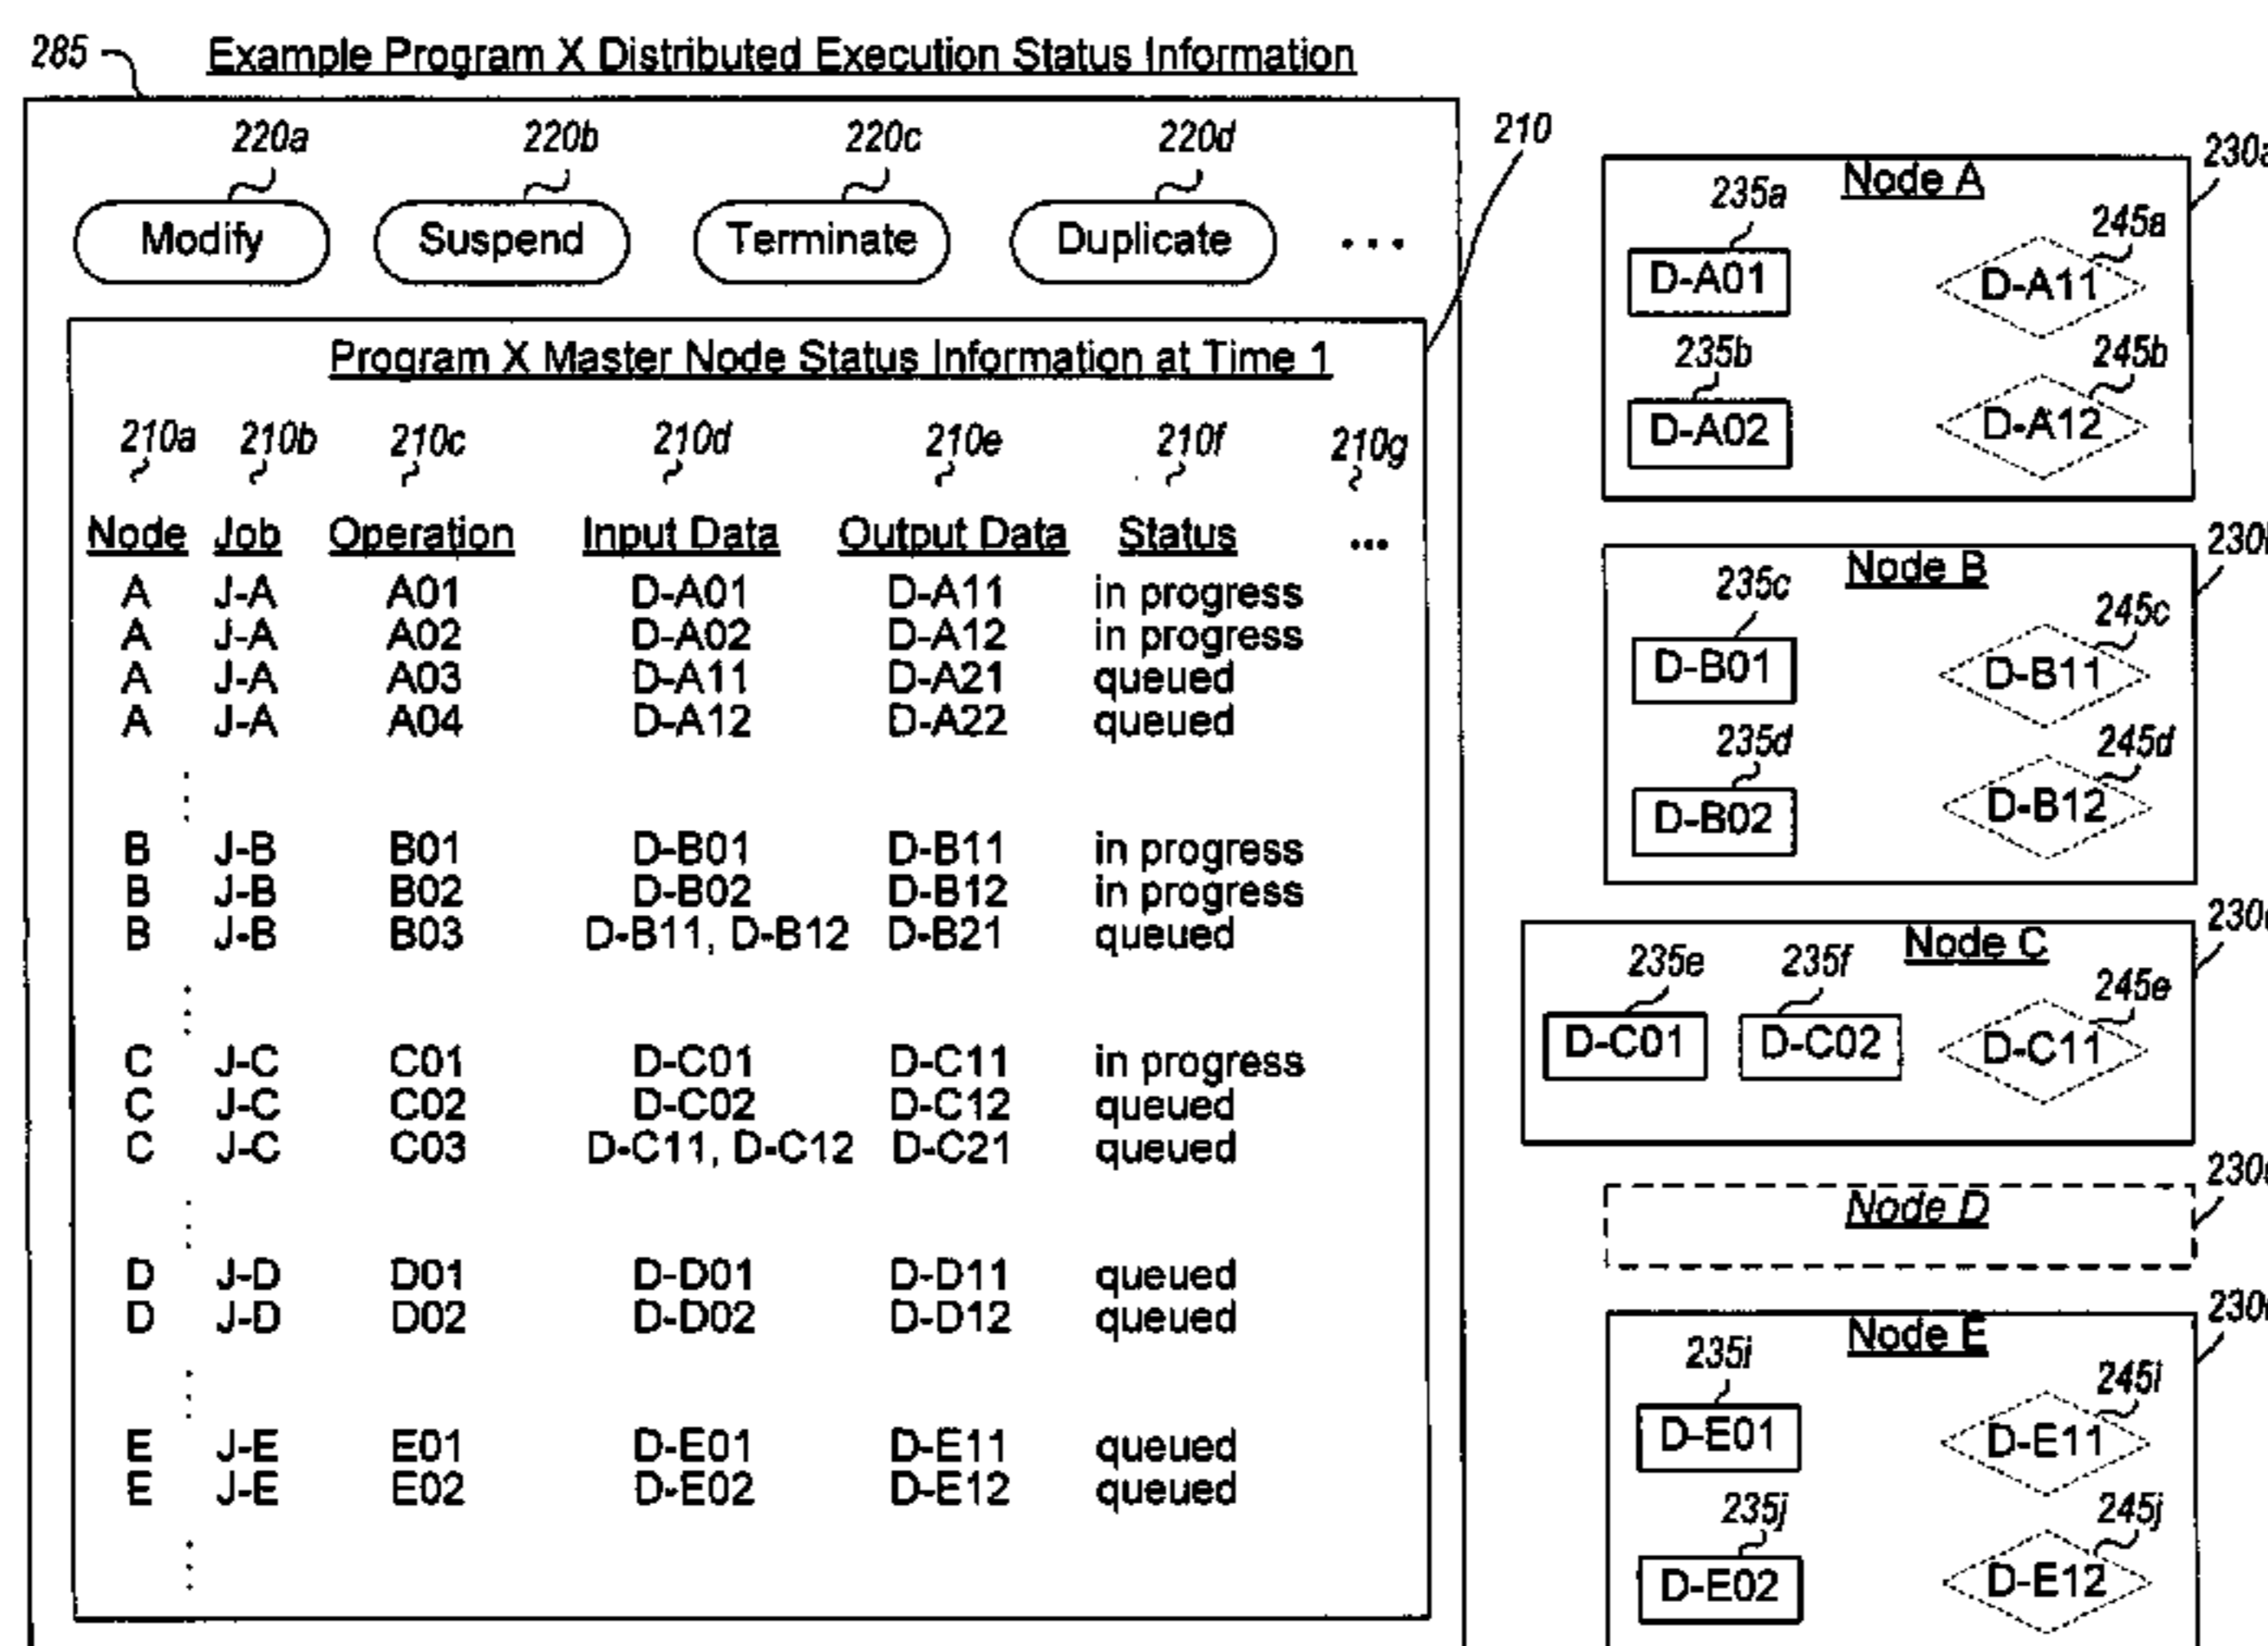 285 Example Program X Distributed Execution Status Information
220a 220b 220c 220d 210
Modify Suspend Terminate Duplicate ...
Program X Master Node Status Information at Time 1
210a 210b 210c 210d 210e 210f 210g
Node Job Operation Input Data Output Data Status ...
A J-A A01 D-A01 D-A11 in progress
A J-A A02 D-A02 D-A12 in progress
A J-A A03 D-A11 D-A21 queued
A J-A A04 D-A12 D-A22 queued
B J-B B01 D-B01 D-B11 in progress
B J-B B02 D-B02 D-B12 in progress
B J-B B03 D-B11, D-B12 D-B21 queued
C J-C C01 D-C01 D-C11 in progress
C J-C C02 D-C02 D-C12 queued
C J-C C03 D-C11, D-C12 D-C21 queued
D J-D D01 D-D01 D-D11 queued
D J-D D02 D-D02 D-D12 queued
E J-E E01 D-E01 D-E11 queued
E J-E E02 D-E02 D-E12 queued
Node A 230a
235a 245a
D-A01 D-A11
235b 245b
D-A02 D-A12
Node B 230
235c 245c
D-B01 D-B11
235d 245d
D-B02 D-B12
Node C 230
235e 235f 245e
D-C01 D-C02 D-C11
Node D 230
Node E 230
235i 245i
D-E01 D-E11
235j 245j
D-E02 D-E12